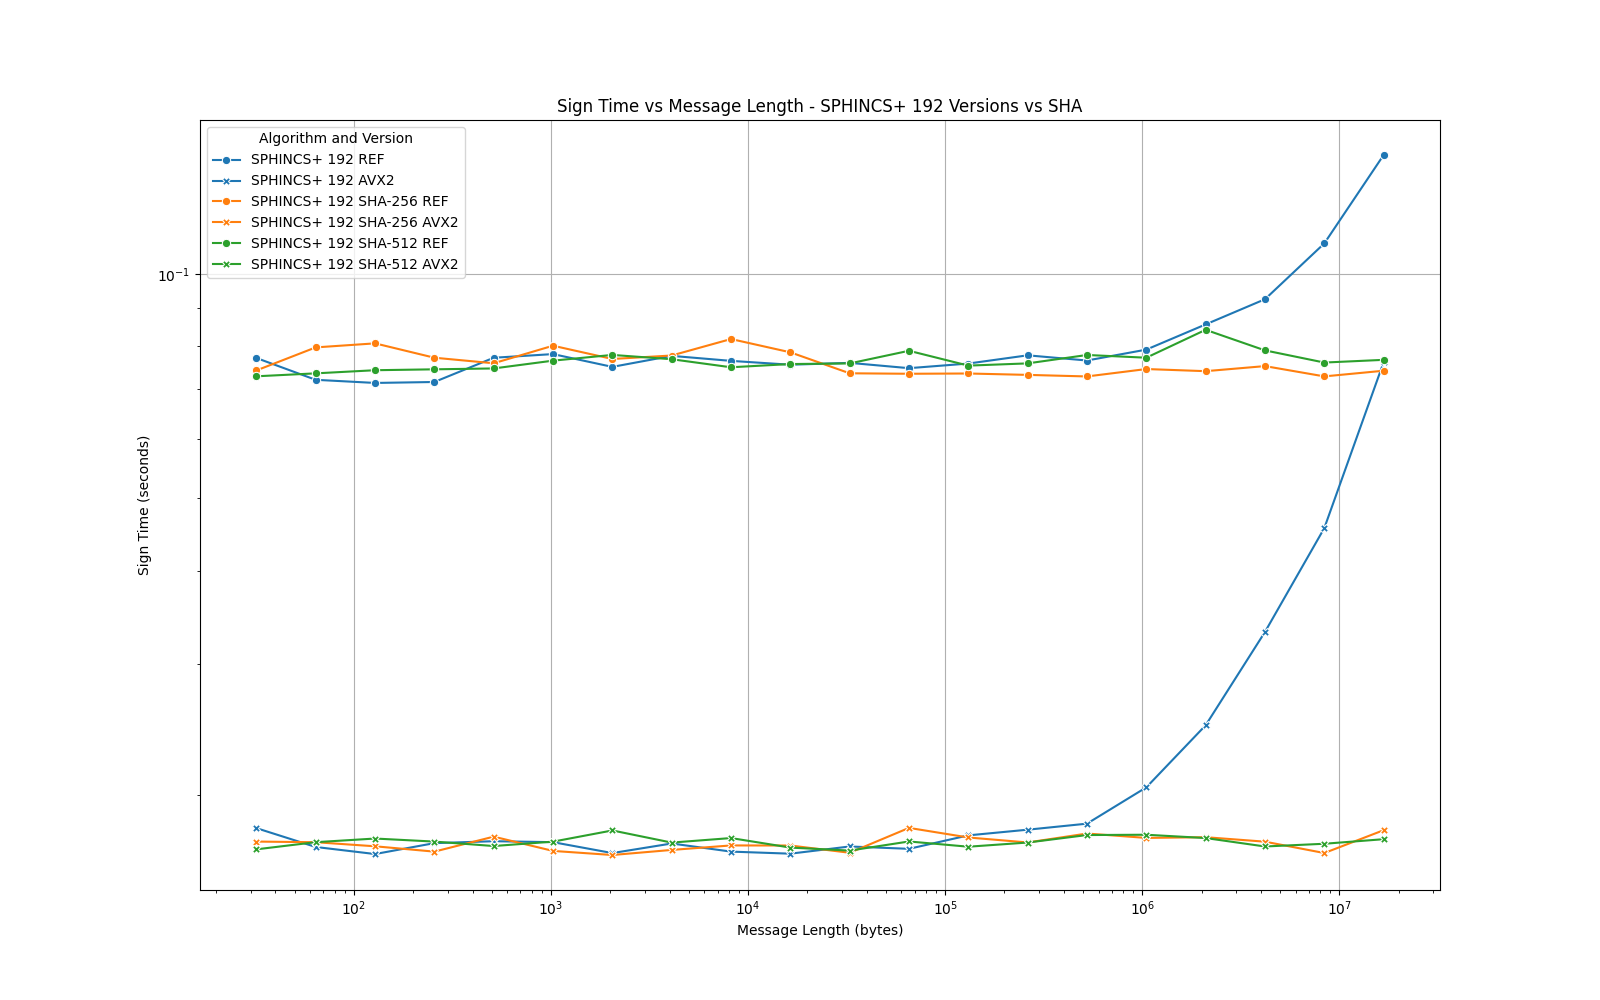 Sign Time vs Message Length - SPHINCS+ 192 Versions vs SHA
Algorithm and Version
SPHINCS+ 192 REF
SPHINCS+ 192 AVX2
SPHINCS+ 192 SHA-256 REF
SPHINCS+ 192 SHA-256 AVX2
SPHINCS+ 192 SHA-512 REF
SPHINCS+ 192 SHA-512 AVX2
10⁻¹
Sign Time (seconds)
10² 10³ 10⁴ 10⁵ 10⁶ 10⁷
Message Length (bytes)